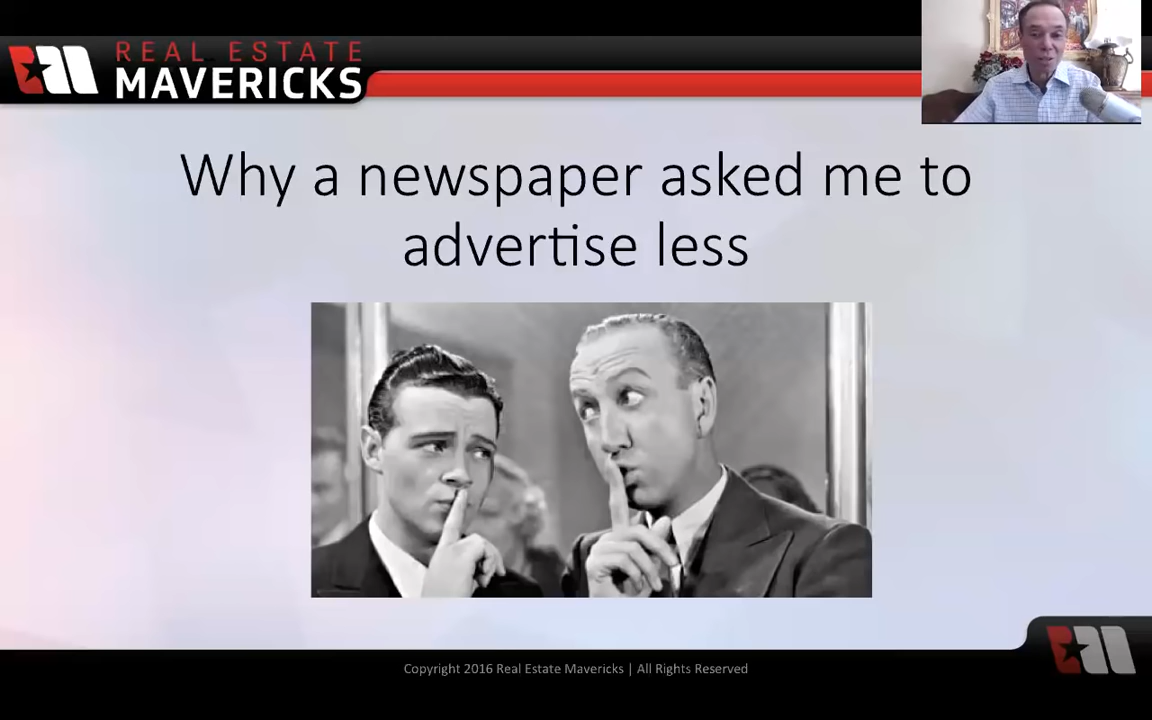 REAL ESTATE
MAVERICKS
Why a newspaper asked me to
advertise less
Copyright 2016 Real Estate Mavericks | All Rights Reserved